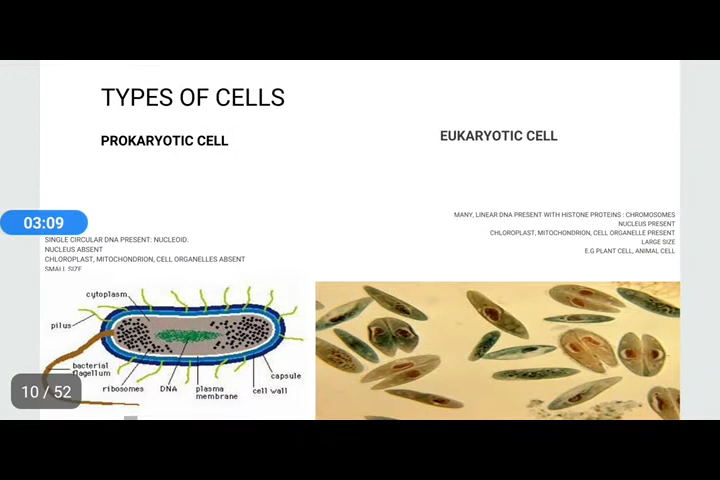 TYPES OF CELLS
PROKARYOTIC CELL
EUKARYOTIC CELL
03:09
SINGLE CIRCULAR DNA PRESENT: NUCLEOID.
NUCLEUS ABSENT
CHLOROPLAST, MITOCHONDRION, CELL ORGANELLES ABSENT
SMALL SIZE
MANY, LINEAR DNA PRESENT WITH HISTONE PROTEINS : CHROMOSOMES
NUCLEUS PRESENT
CHLOROPLAST, MITOCHONDRION, CELL ORGANELLE PRESENT
LARGE SIZE
E.G PLANT CELL, ANIMAL CELL
cytoplasm
pilus
bacterial
flagellum
ribosomes
DNA
plasma
membrane
cell wall
capsule
10 / 52